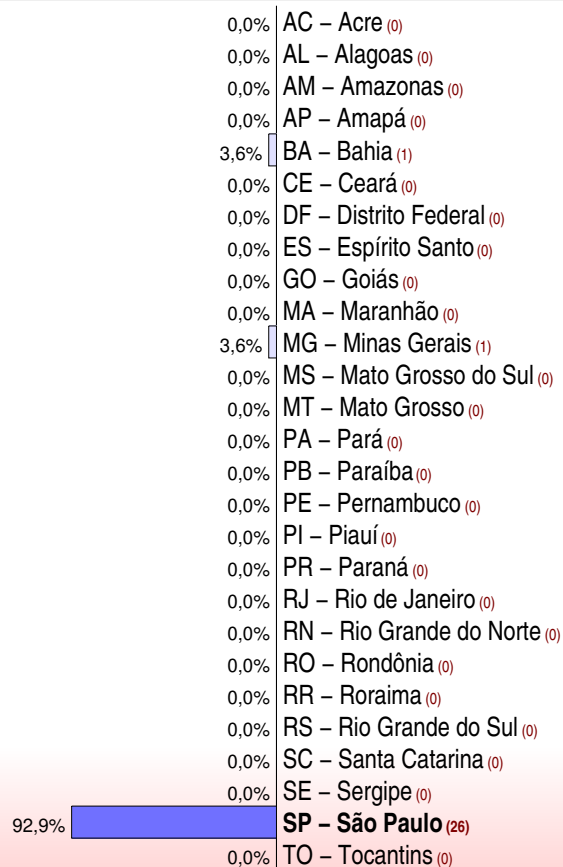 0,0% AC – Acre (0)
0,0% AL – Alagoas (0)
0,0% AM – Amazonas (0)
0,0% AP – Amapá (0)
3,6% BA – Bahia (1)
0,0% CE – Ceará (0)
0,0% DF – Distrito Federal (0)
0,0% ES – Espírito Santo (0)
0,0% GO – Goiás (0)
0,0% MA – Maranhão (0)
3,6% MG – Minas Gerais (1)
0,0% MS – Mato Grosso do Sul (0)
0,0% MT – Mato Grosso (0)
0,0% PA – Pará (0)
0,0% PB – Paraíba (0)
0,0% PE – Pernambuco (0)
0,0% PI – Piauí (0)
0,0% PR – Paraná (0)
0,0% RJ – Rio de Janeiro (0)
0,0% RN – Rio Grande do Norte (0)
0,0% RO – Rondônia (0)
0,0% RR – Roraima (0)
0,0% RS – Rio Grande do Sul (0)
0,0% SC – Santa Catarina (0)
0,0% SE – Sergipe (0)
92,9% SP – São Paulo (26)
0,0% TO – Tocantins (0)